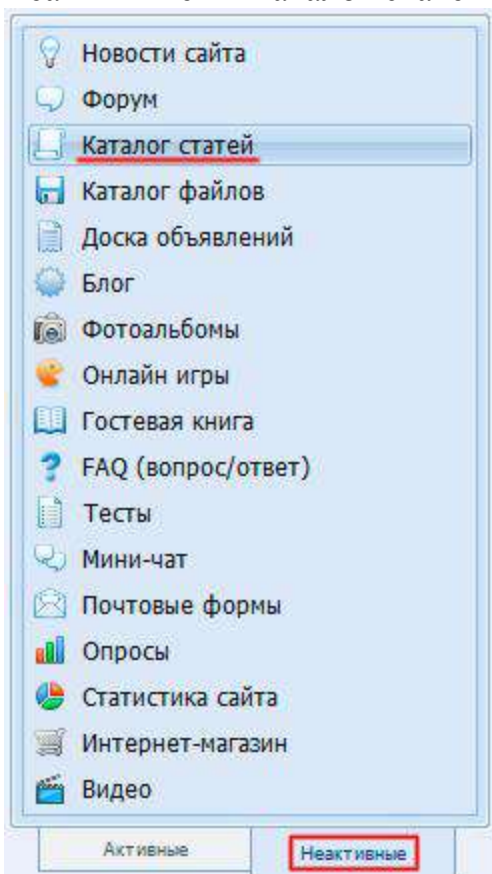 Новости сайта
Форум
Каталог статей
Каталог файлов
Доска объявлений
Блог
Фотоальбомы
Онлайн игры
Гостевая книга
FAQ (вопрос/ответ)
Тесты
Мини-чат
Почтовые формы
Опросы
Статистика сайта
Интернет-магазин
Видео
Активные Неактивные